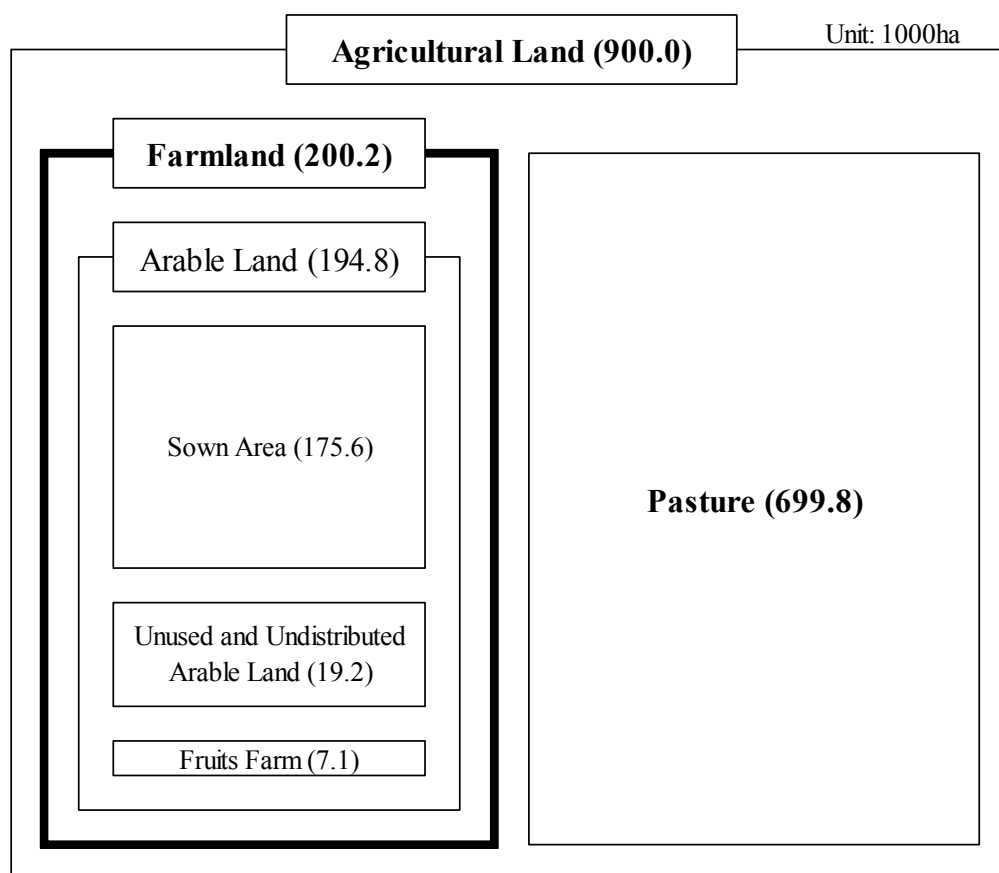 Agricultural Land (900.0)
Unit: 1000ha
Farmland (200.2)
Arable Land (194.8)
Sown Area (175.6)
Unused and Undistributed
Arable Land (19.2)
Fruits Farm (7.1)
Pasture (699.8)